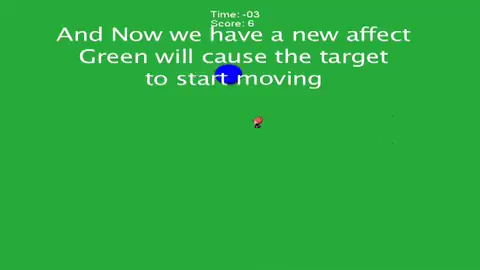 Time: -03
Score: 6
And Now we have a new affect
Green will cause the target
to start moving